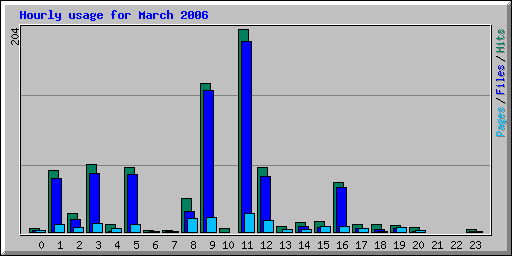 Hourly usage for March 2006
204
Pages / Files / Hits
0 1 2 3 4 5 6 7 8 9 10 11 12 13 14 15 16 17 18 19 20 21 22 23